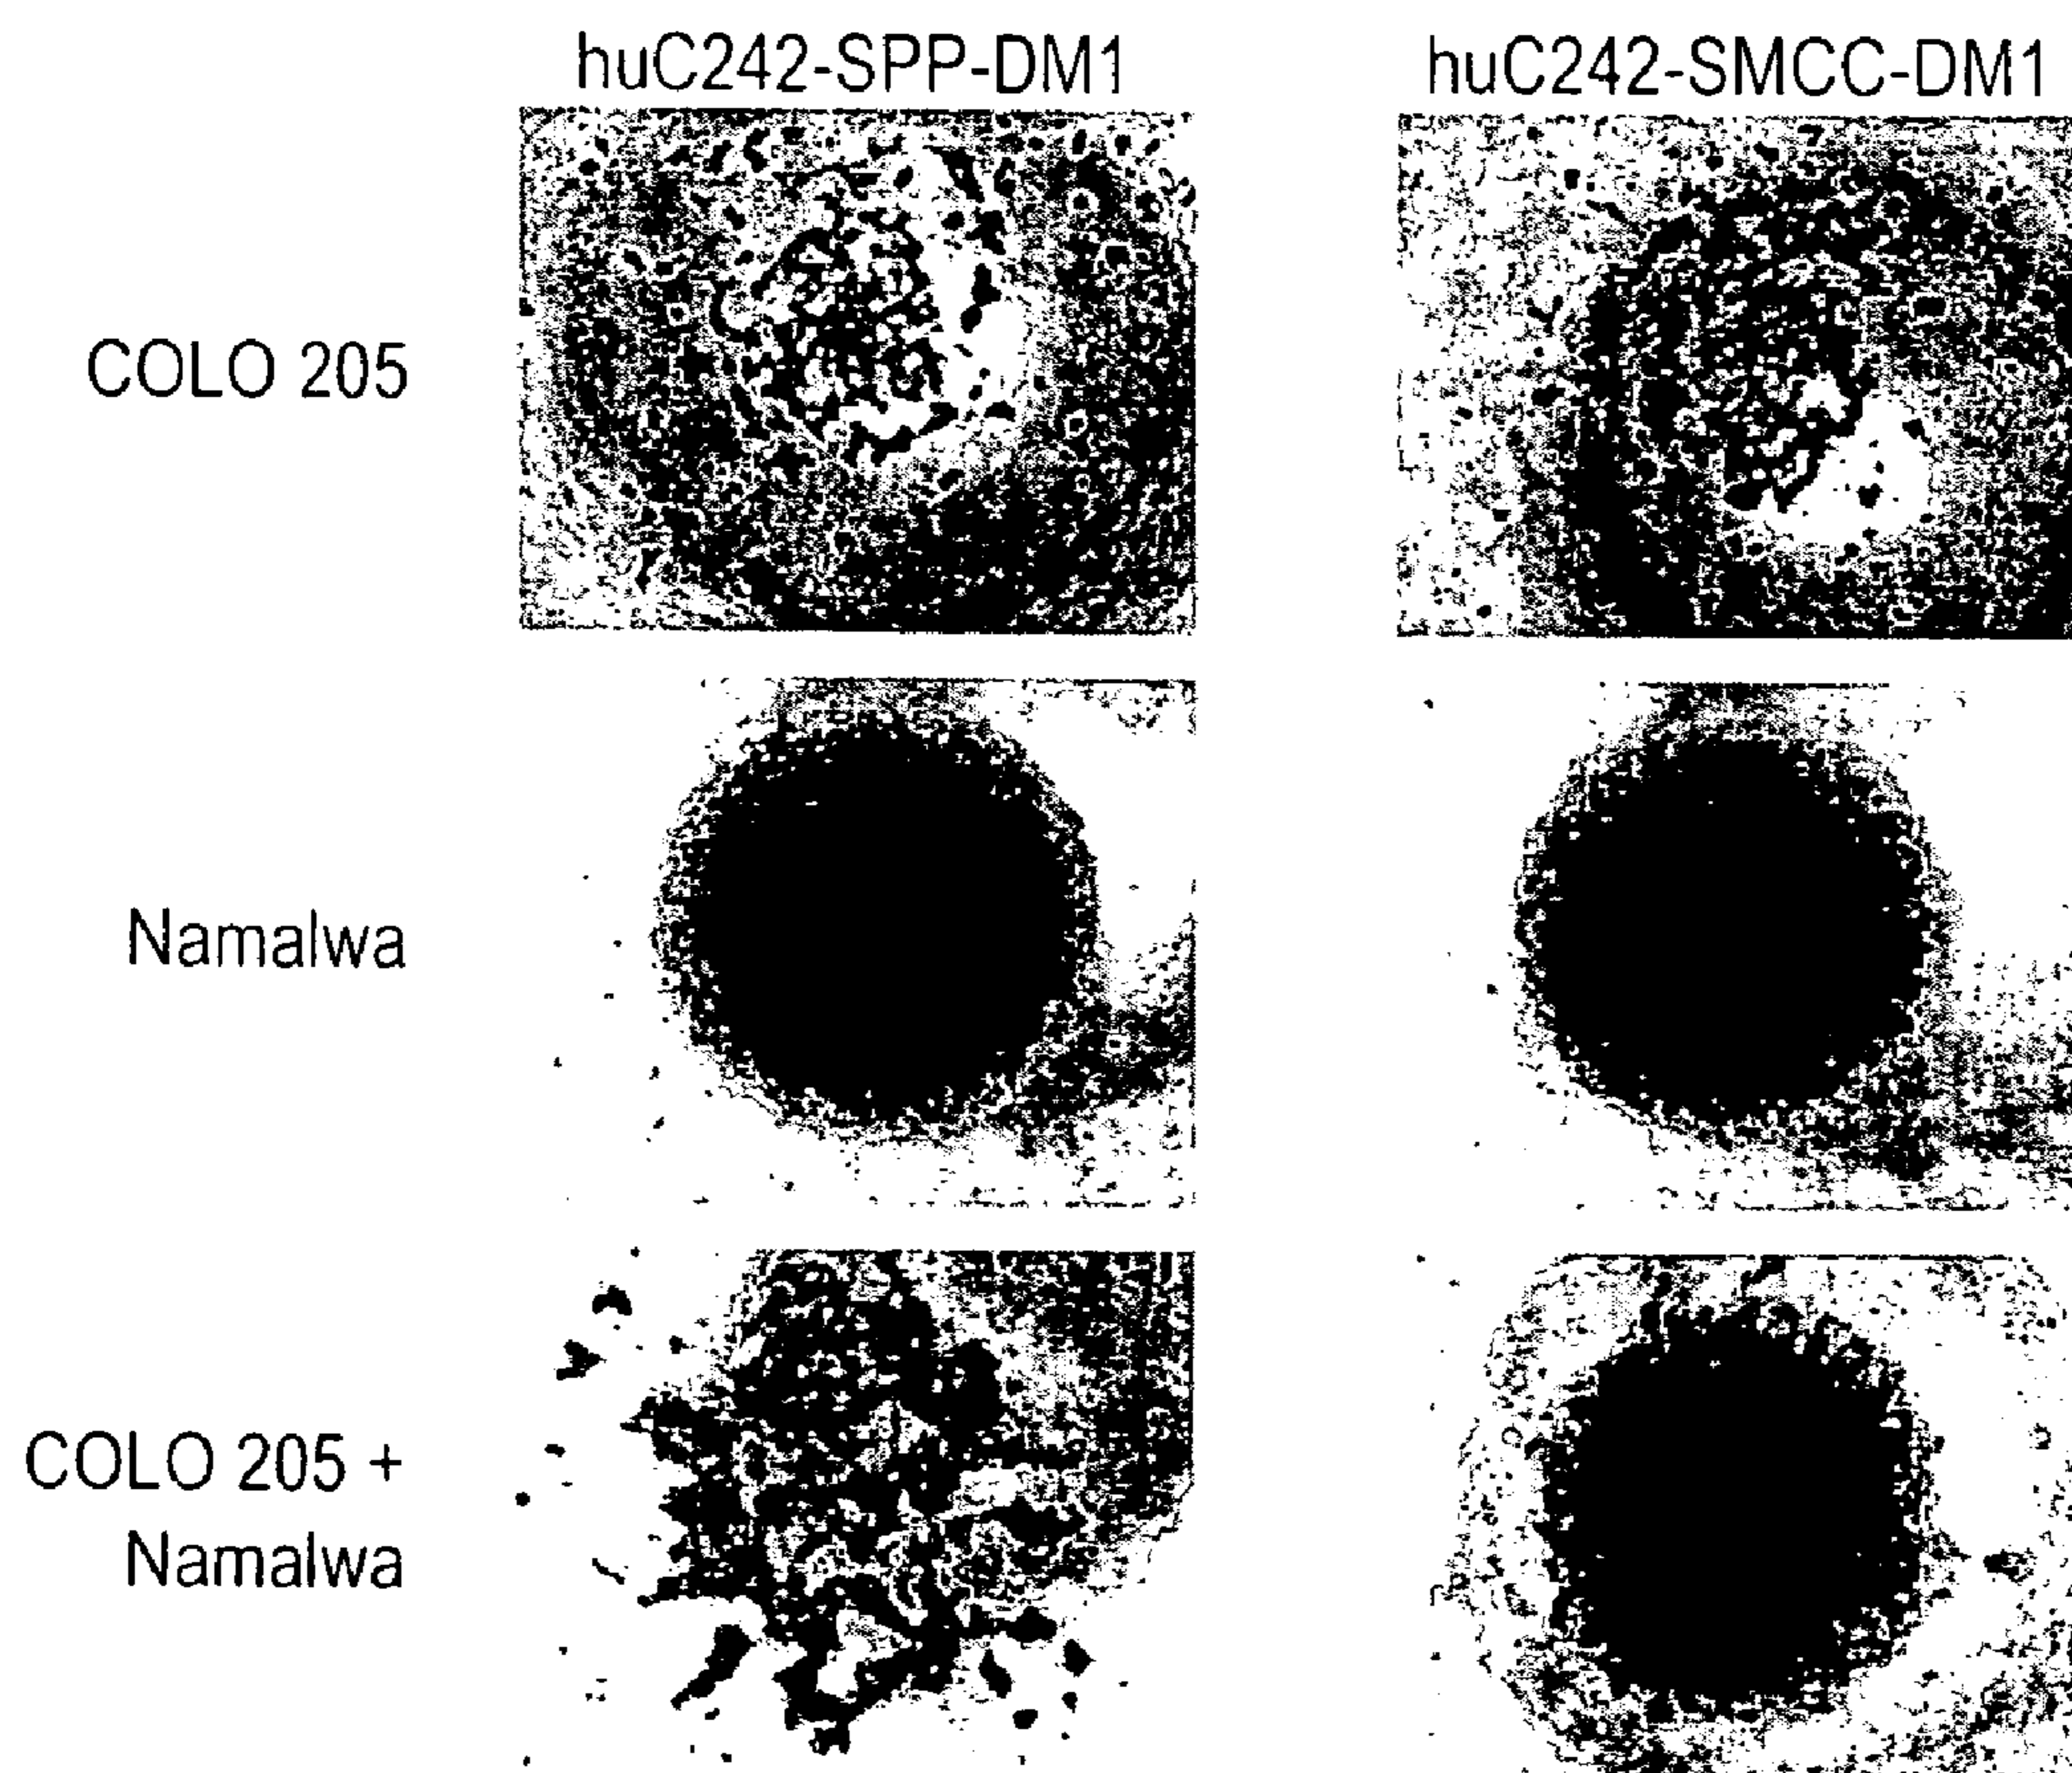 huC242-SPP-DM1 huC242-SMCC-DM1
COLO 205
Namalwa
COLO 205 +
Namalwa